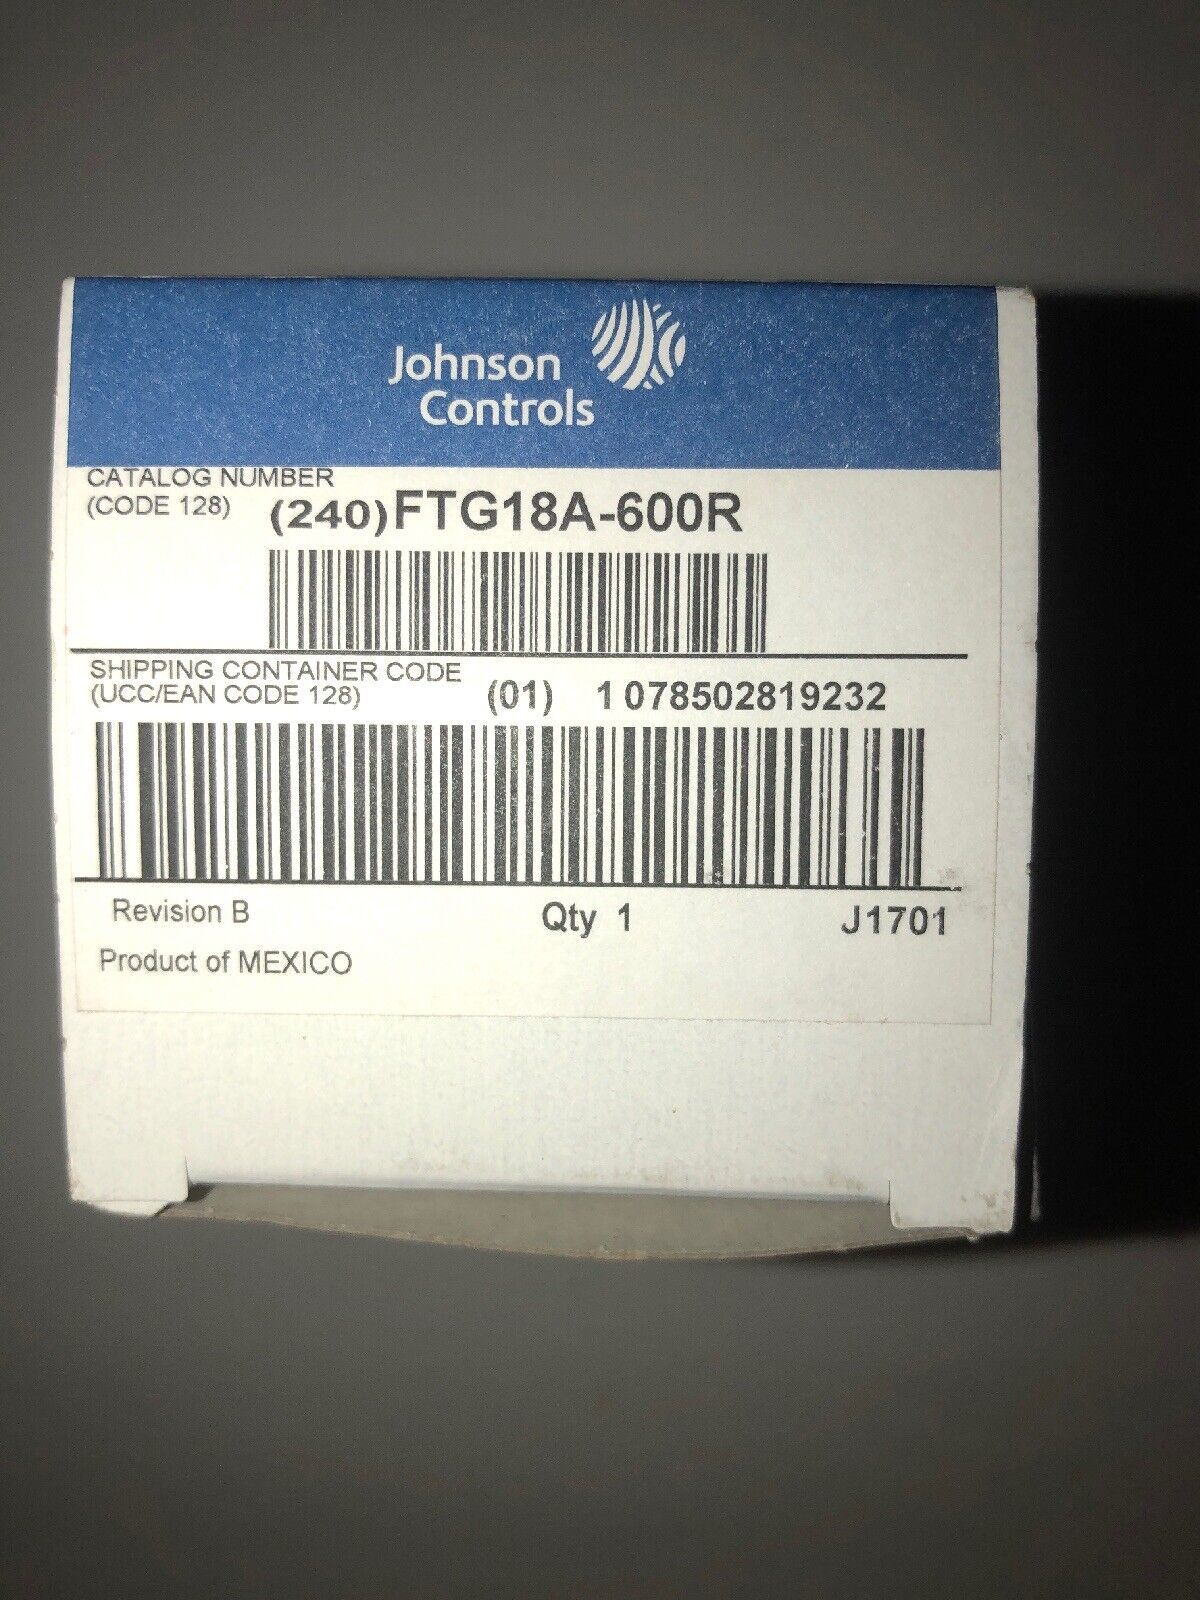 Johnson
Controls
CATALOG NUMBER
(CODE 128) (240)FTG18A-600R
SHIPPING CONTAINER CODE
(UCC/EAN CODE 128) (01) 1 078502819232
Revision B Qty 1 J1701
Product of MEXICO